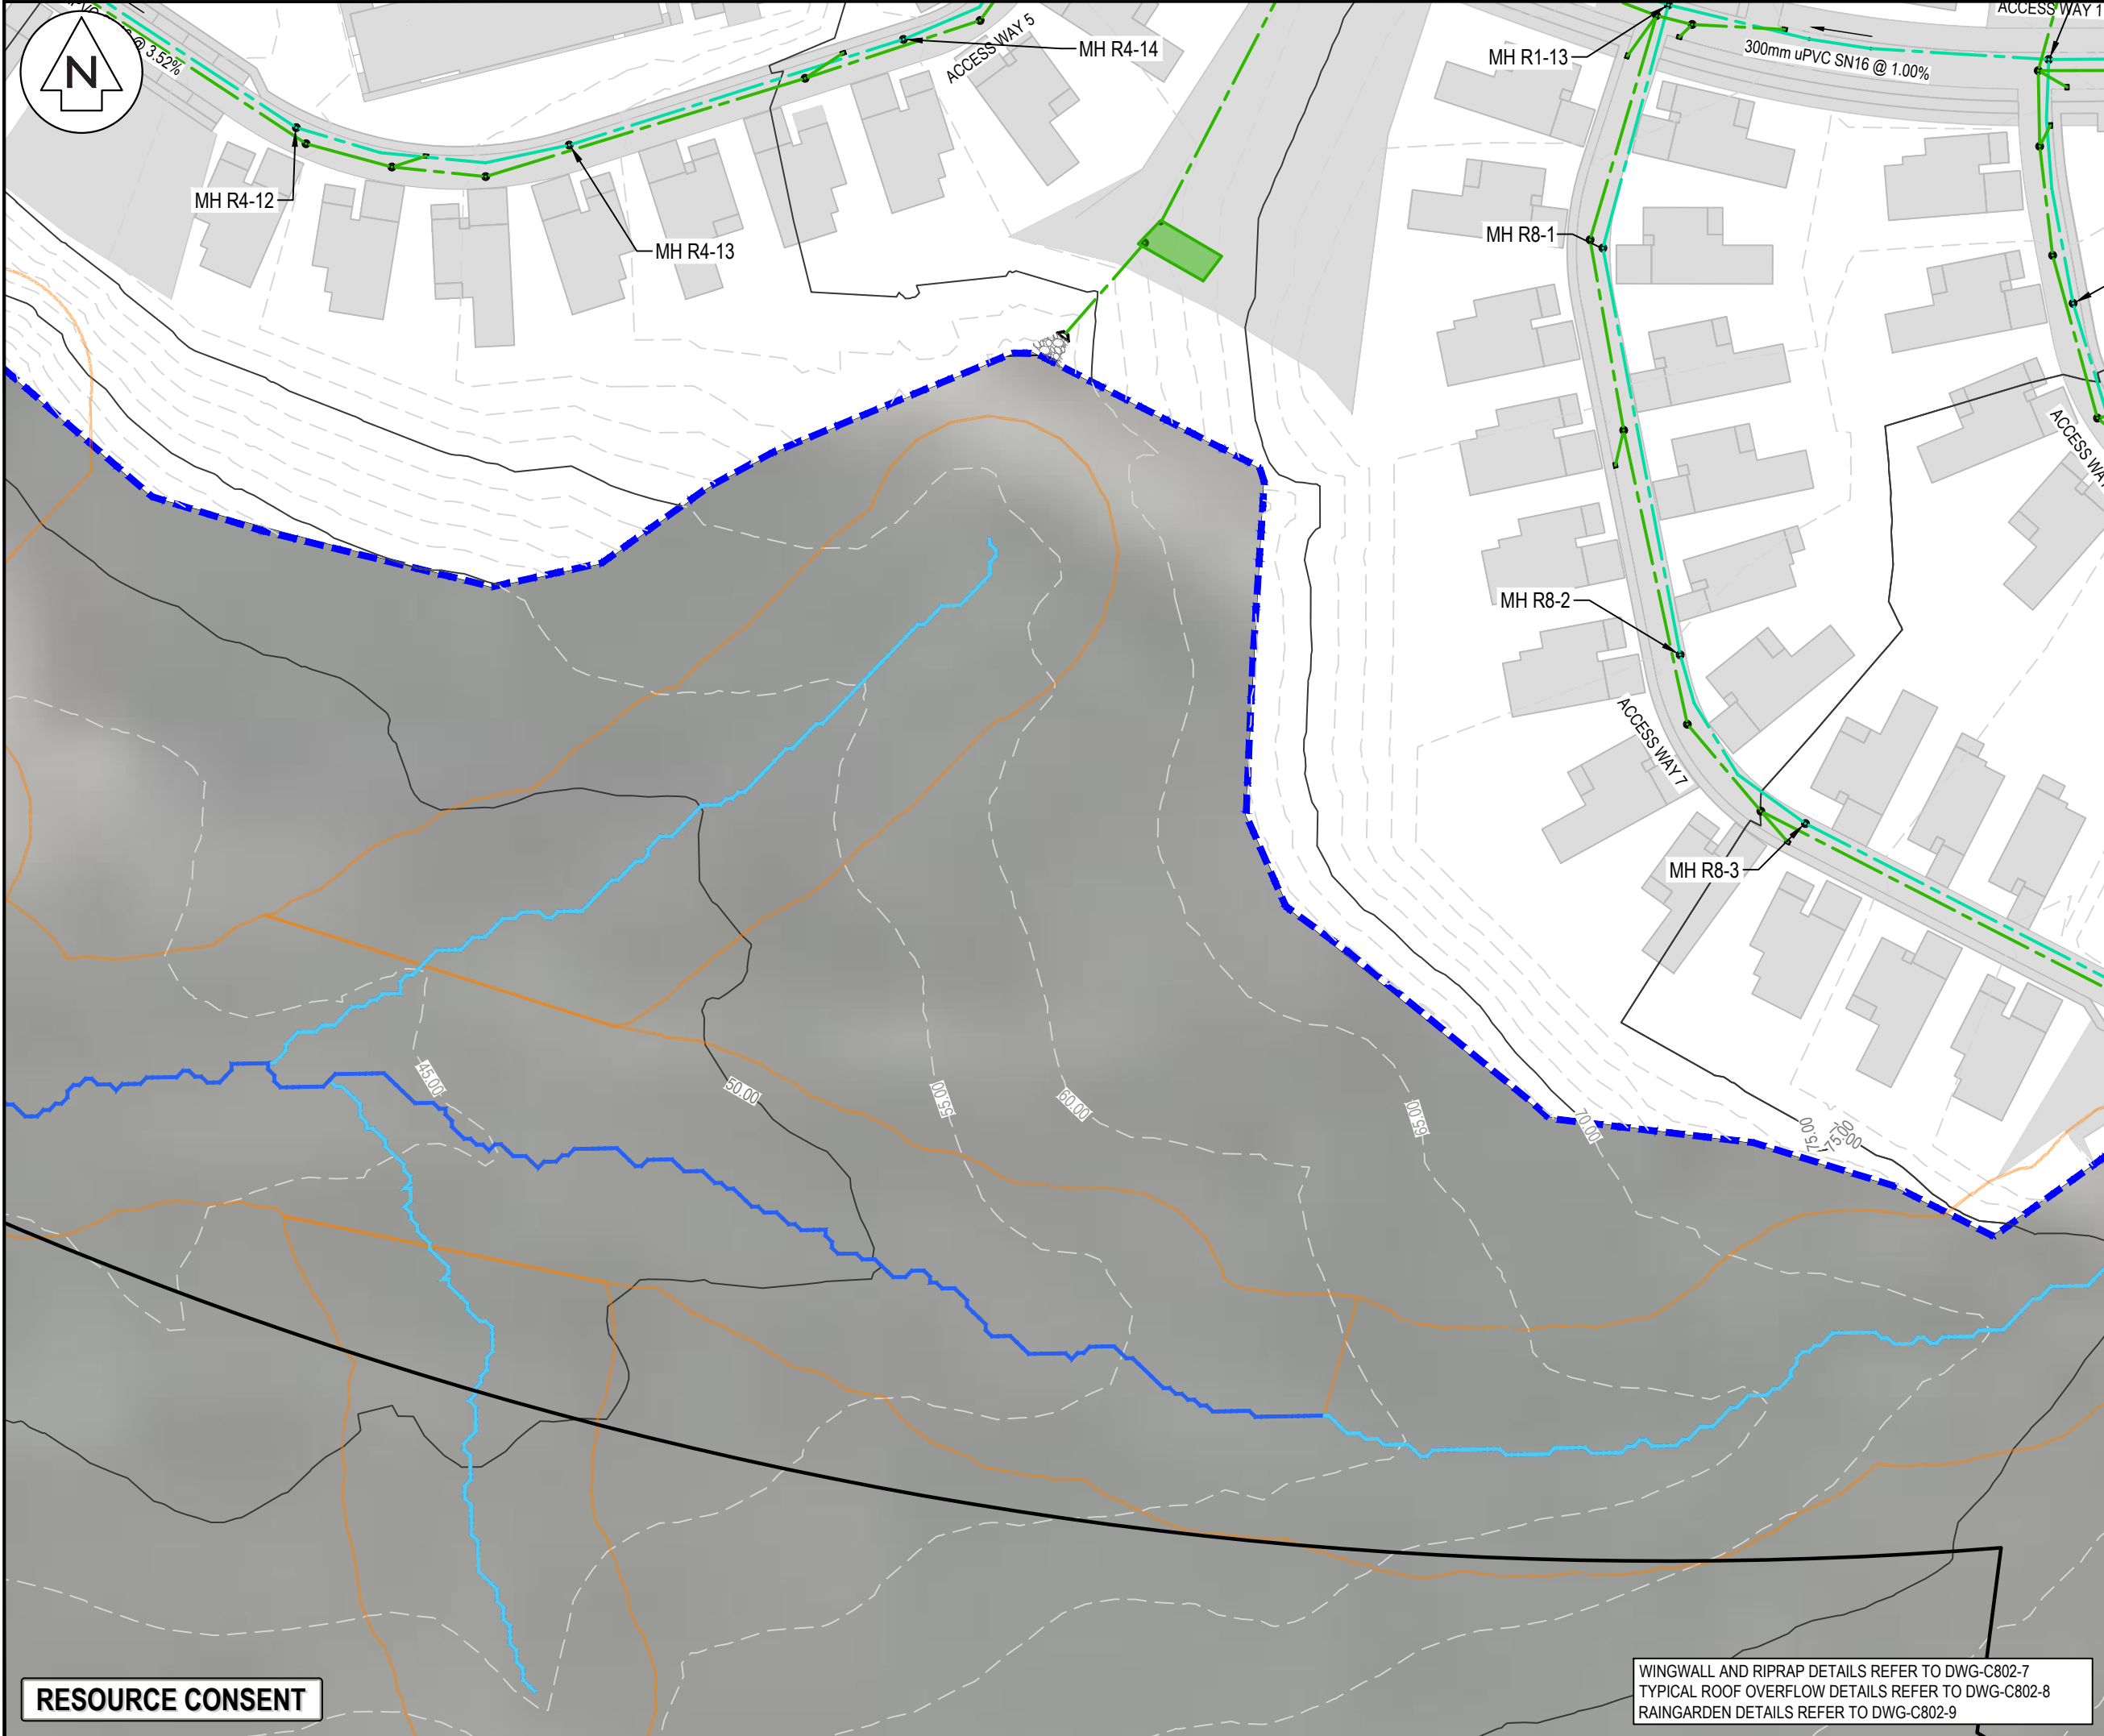 N
@ 3.52%
MH R4-12
MH R4-13
MH R4-14
ACCESS WAY 5
MH R1-13
300mm uPVC SN16 @ 1.00%
ACCESS WAY 1
MH R8-1
MH R8-2
ACCESS WAY 7
ACCESS WAY
MH R8-3
45.00
50.00
55.00
60.00
65.00
70.00
75.00
75.00
RESOURCE CONSENT
WINGWALL AND RIPRAP DETAILS REFER TO DWG-C802-7
TYPICAL ROOF OVERFLOW DETAILS REFER TO DWG-C802-8
RAINGARDEN DETAILS REFER TO DWG-C802-9